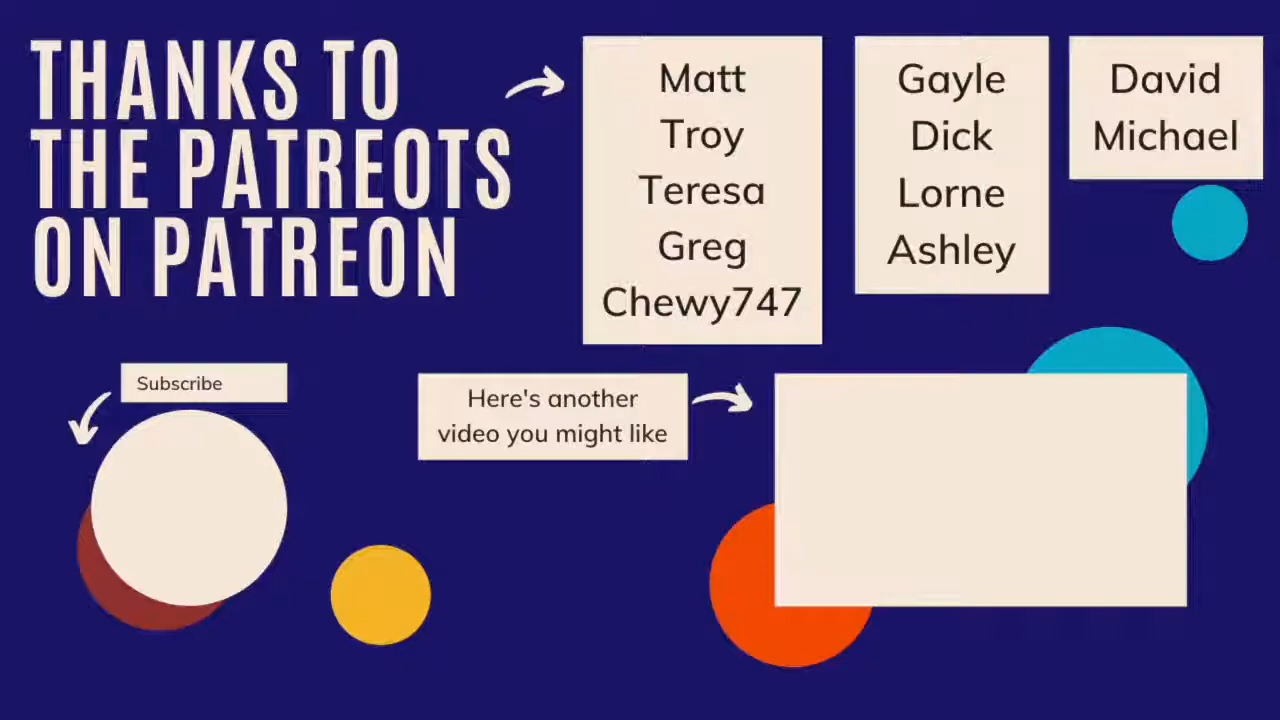 THANKS TO
THE PATREOTS
ON PATREON
Matt
Troy
Teresa
Greg
Chewy747
Gayle
Dick
Lorne
Ashley
David
Michael
Subscribe
Here's another
video you might like